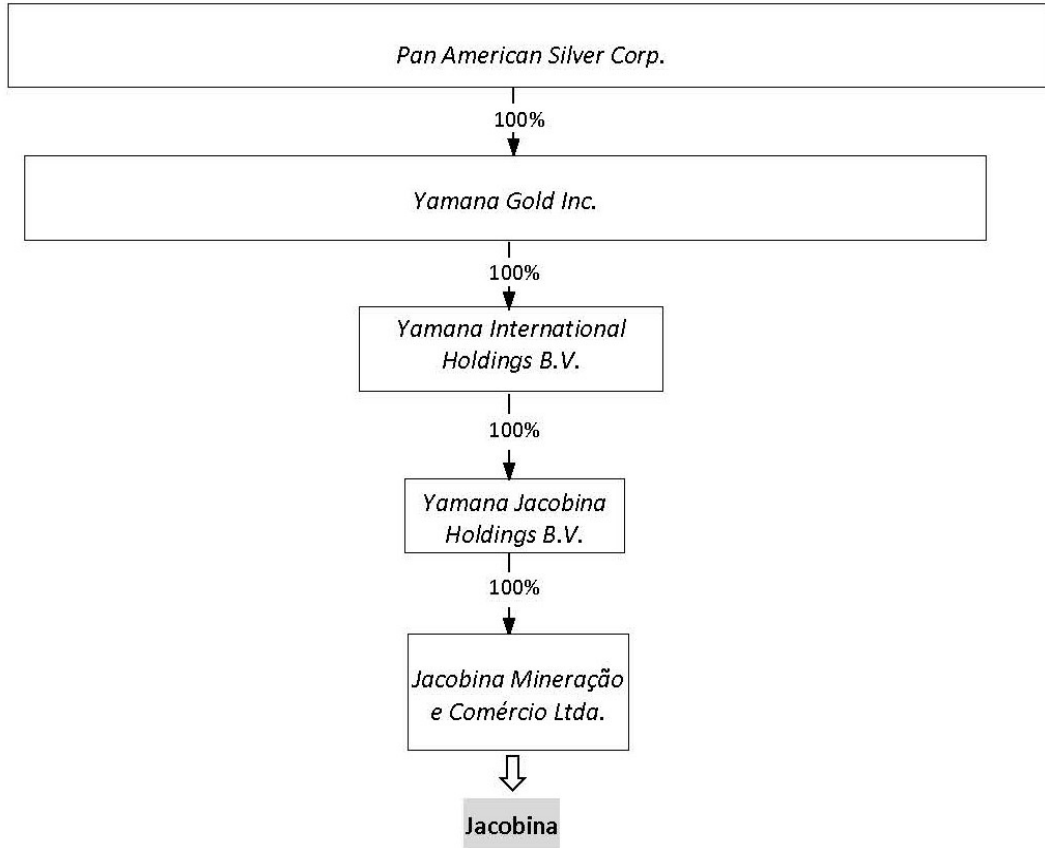 Pan American Silver Corp.
100%
Yamana Gold Inc.
100%
Yamana International
Holdings B.V.
100%
Yamana Jacobina
Holdings B.V.
100%
Jacobina Mineração
e Comércio Ltda.
Jacobina